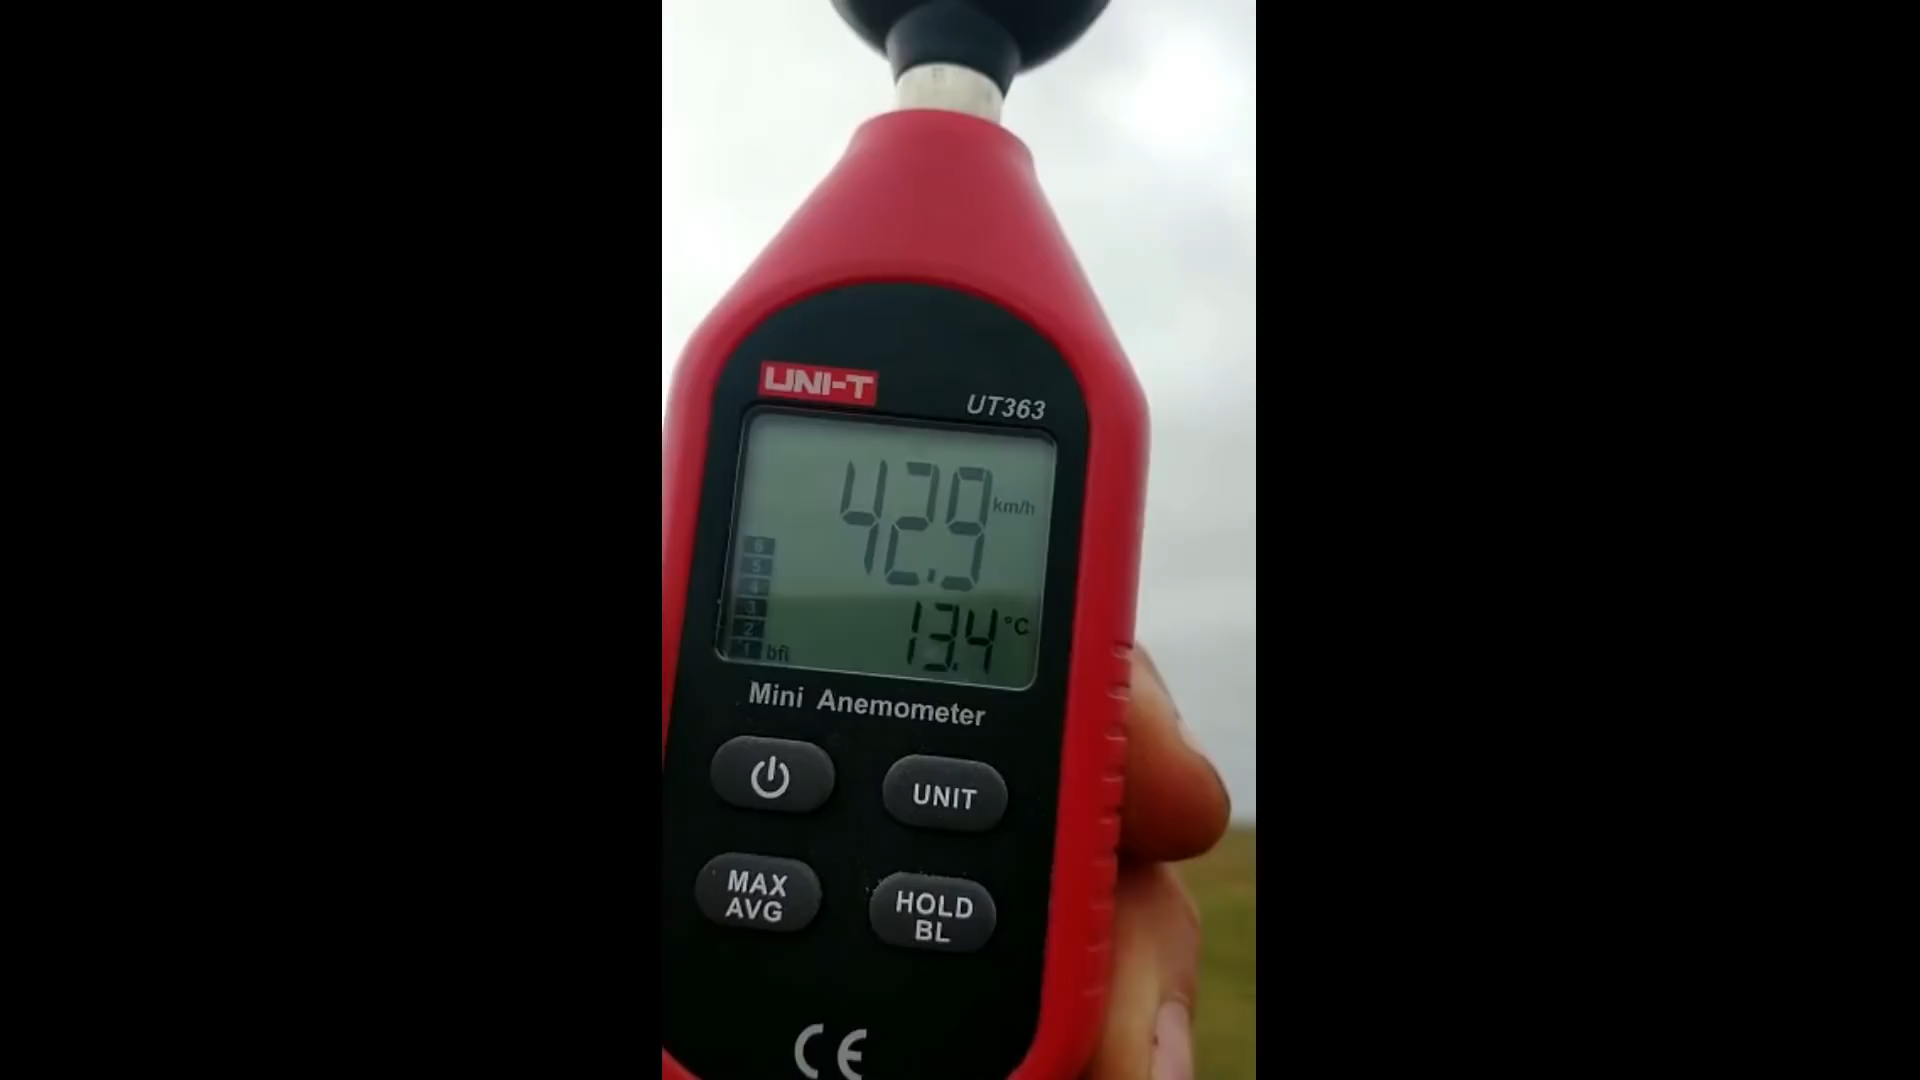 UNI-T
UT363
42.9 km/h
6
5
4
3
2
1 bft
13.4 °C
Mini Anemometer
UNIT
MAX
AVG
HOLD
BL
CE